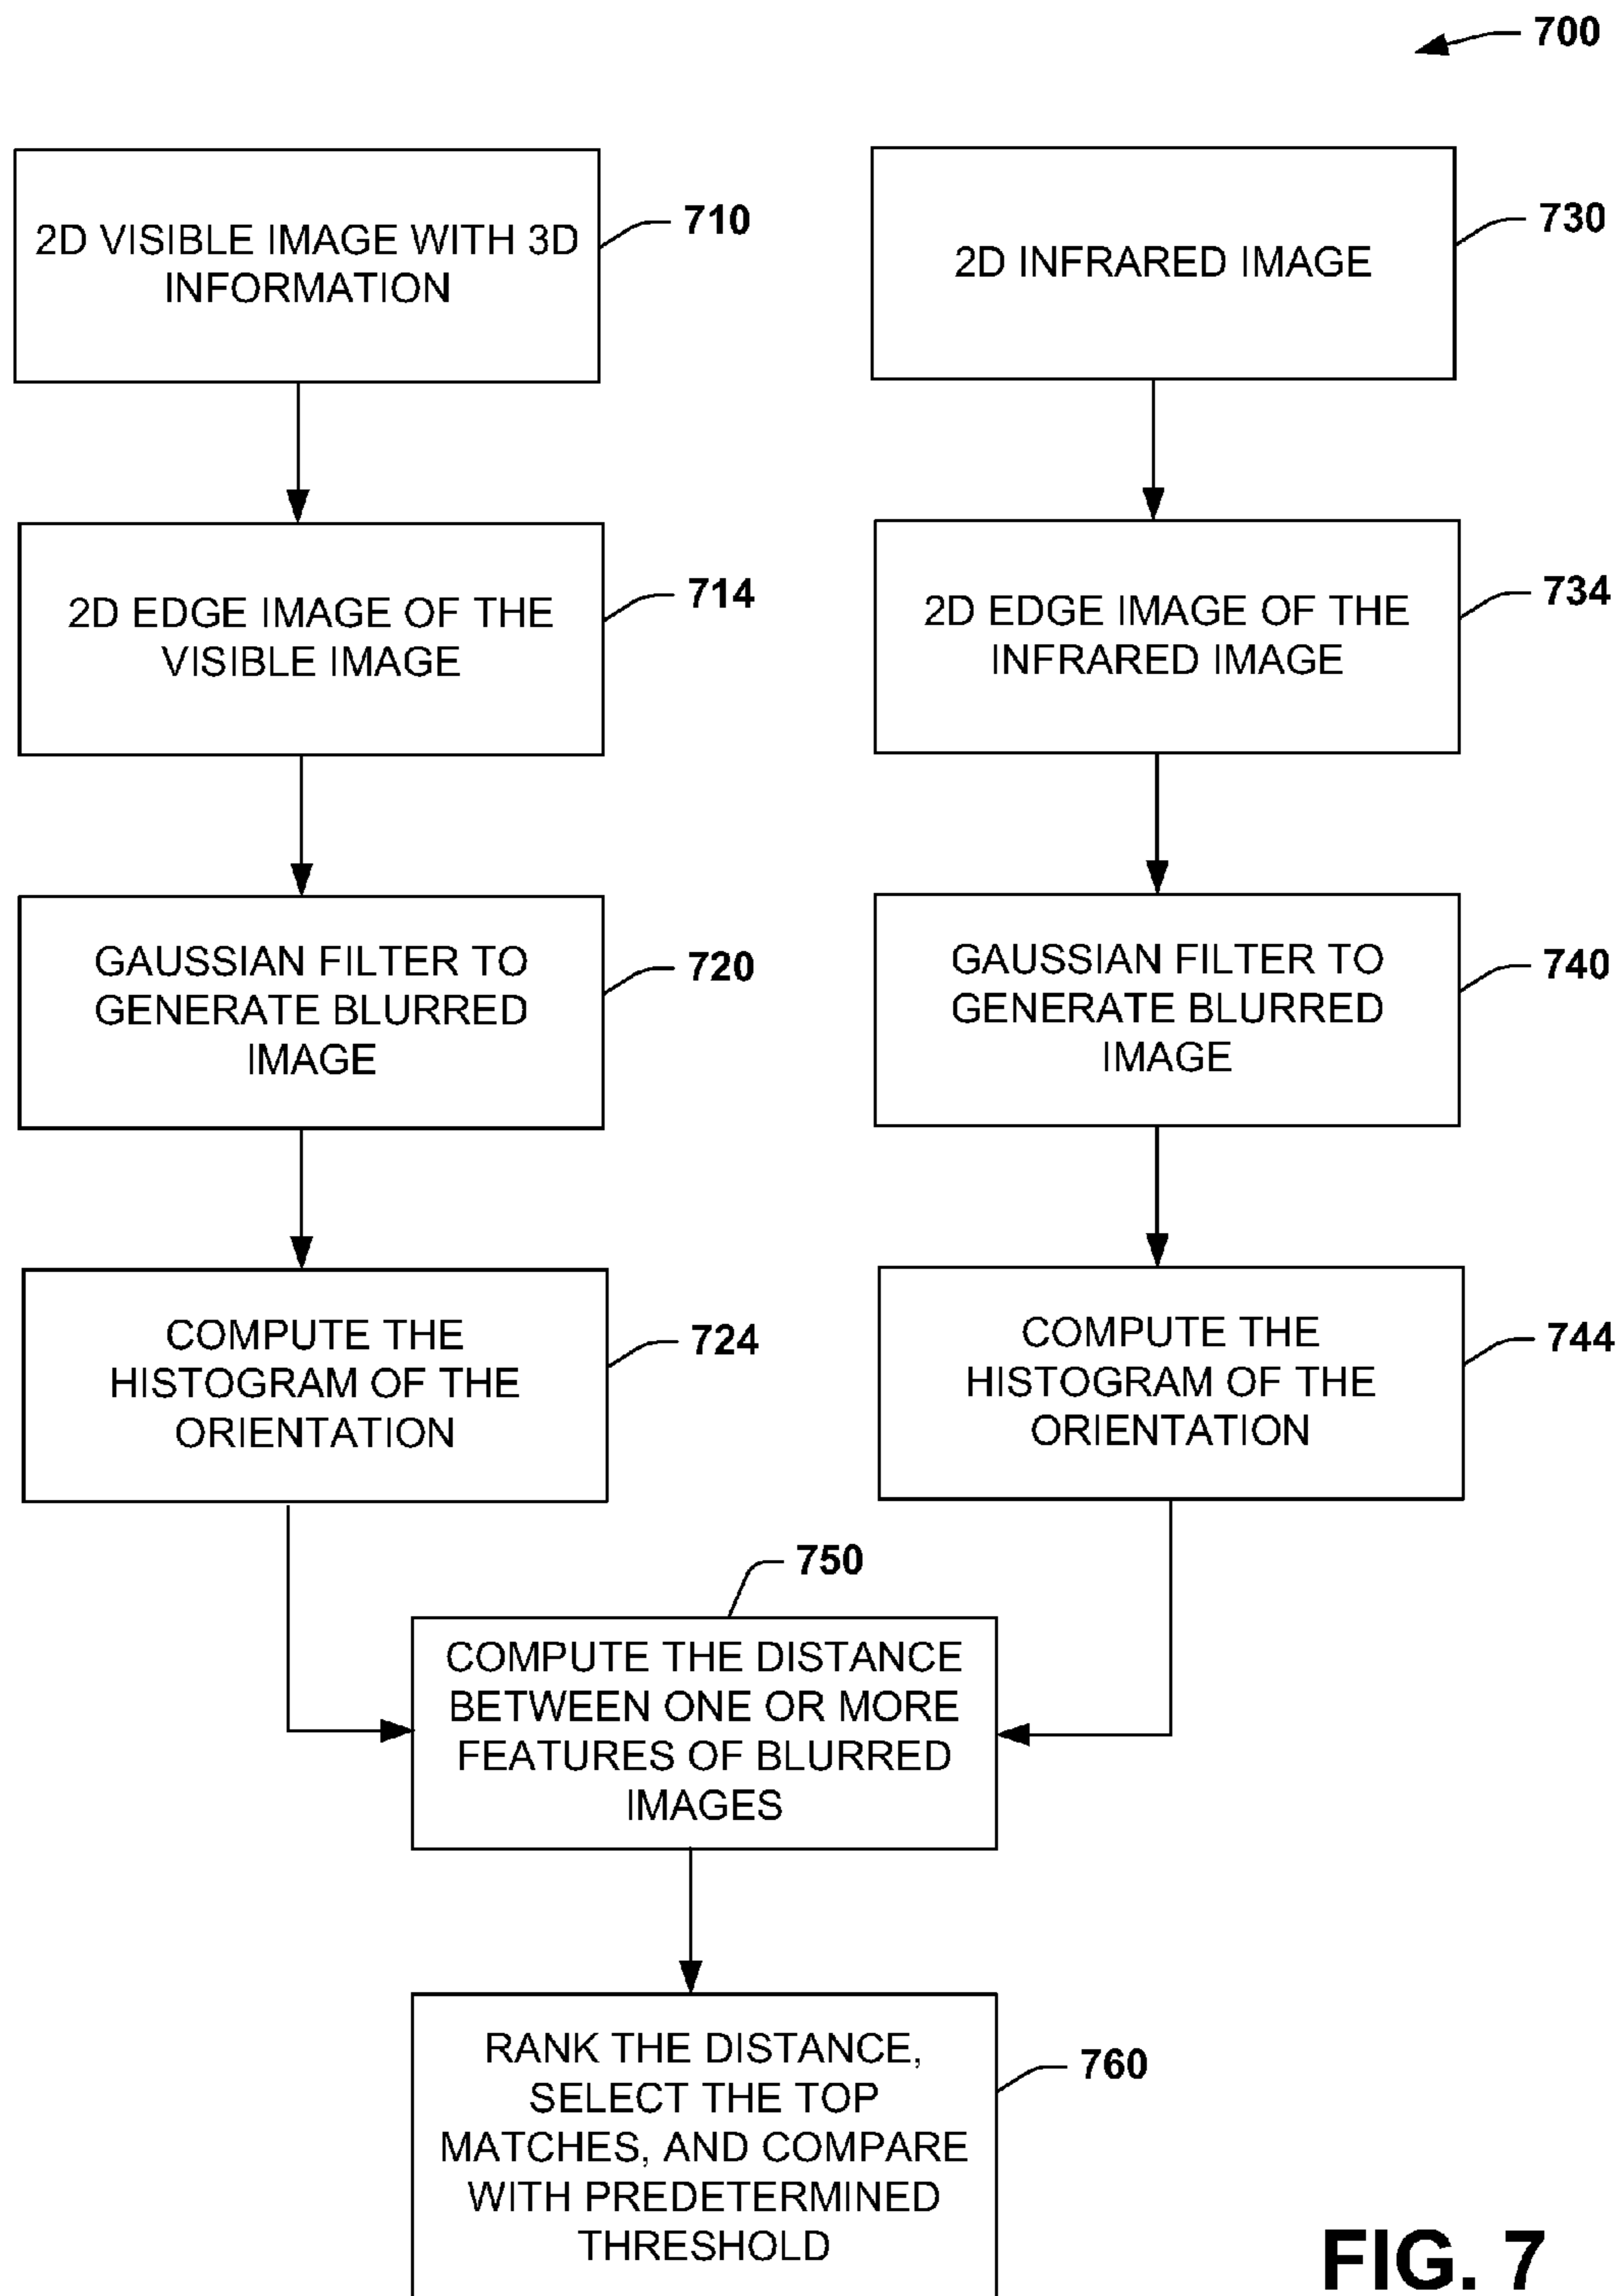 700
2D VISIBLE IMAGE WITH 3D
INFORMATION
710
2D INFRARED IMAGE
730
2D EDGE IMAGE OF THE
VISIBLE IMAGE
714
2D EDGE IMAGE OF THE
INFRARED IMAGE
734
GAUSSIAN FILTER TO
GENERATE BLURRED
IMAGE
720
GAUSSIAN FILTER TO
GENERATE BLURRED
IMAGE
740
COMPUTE THE
HISTOGRAM OF THE
ORIENTATION
724
COMPUTE THE
HISTOGRAM OF THE
ORIENTATION
744
750
COMPUTE THE DISTANCE
BETWEEN ONE OR MORE
FEATURES OF BLURRED
IMAGES
RANK THE DISTANCE,
SELECT THE TOP
MATCHES, AND COMPARE
WITH PREDETERMINED
THRESHOLD
760
FIG. 7